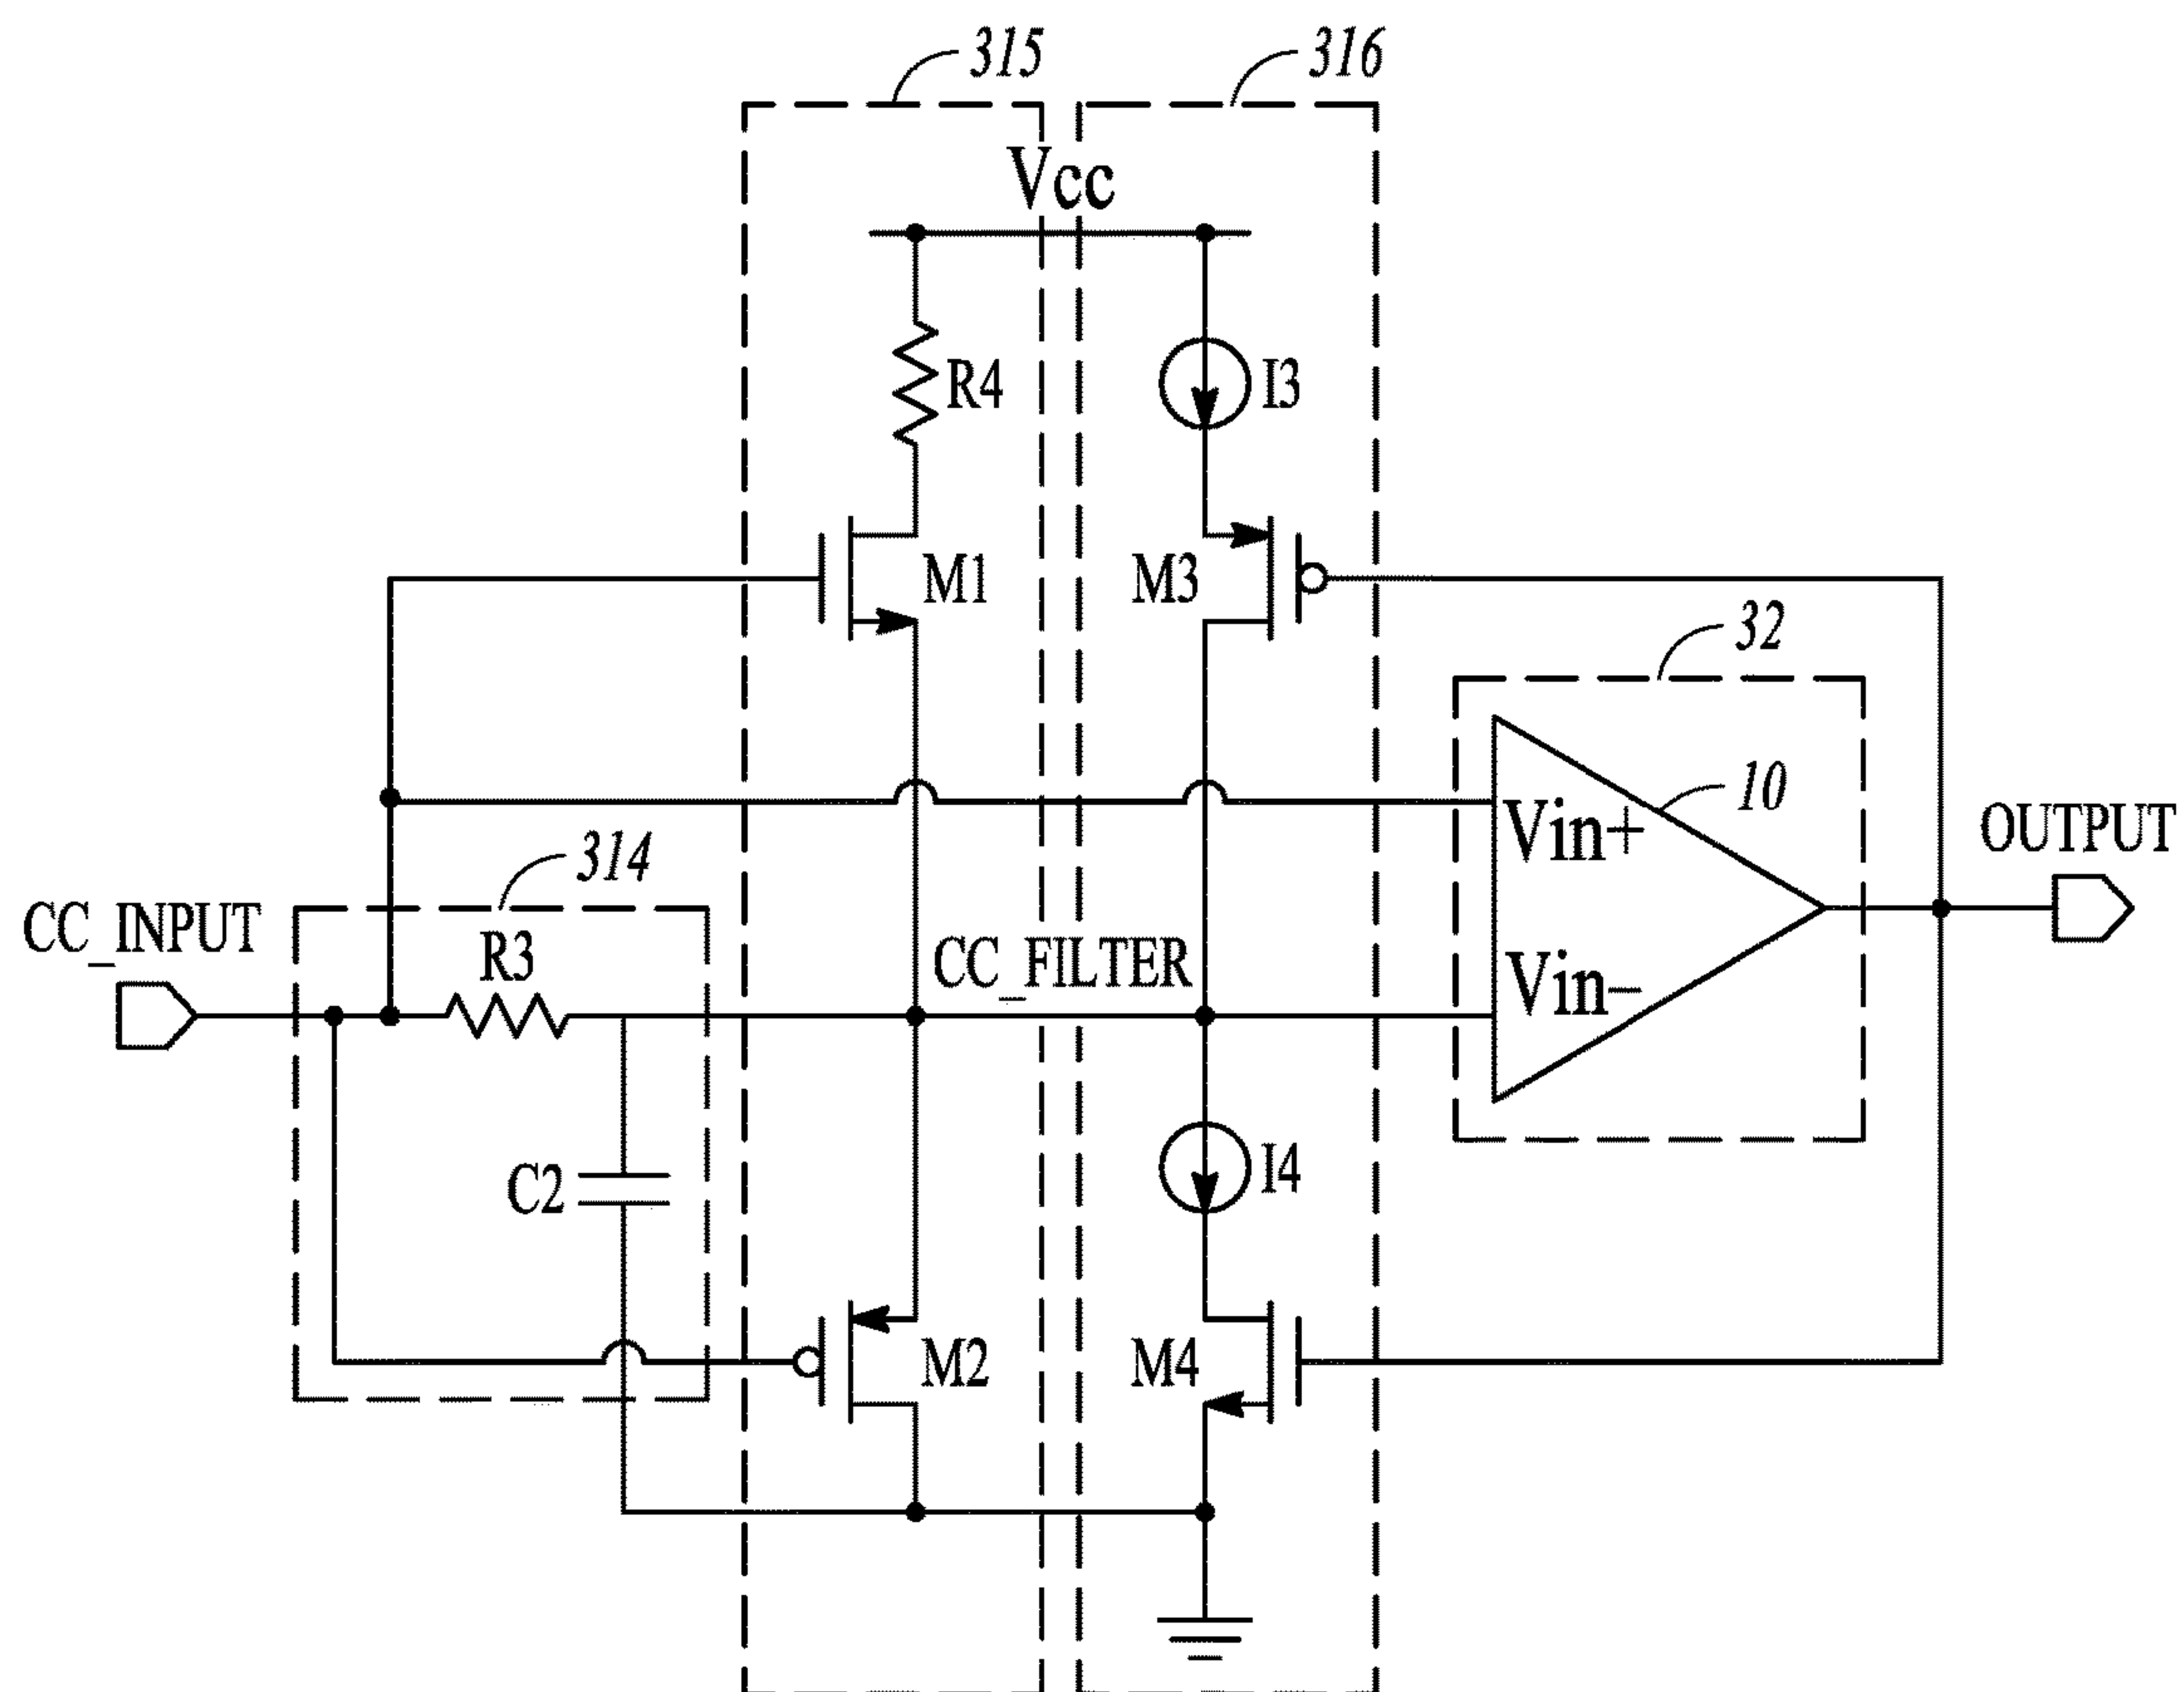 315
316
Vcc
R4
I3
M1
M3
32
10
Vin+
OUTPUT
314
CC_INPUT
R3
CC_FILTER
Vin−
C2
I4
M2
M4